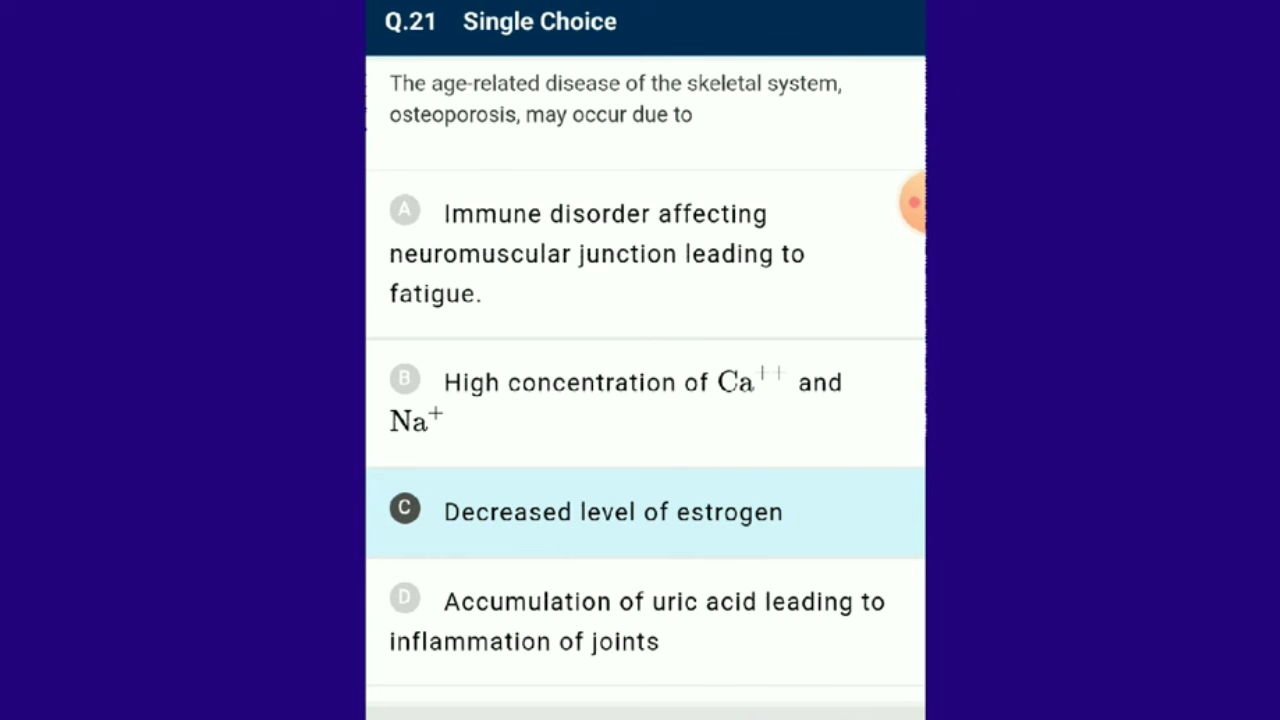 Q.21 Single Choice
The age-related disease of the skeletal system,
osteoporosis, may occur due to
A Immune disorder affecting
neuromuscular junction leading to
fatigue.
B High concentration of Ca⁺⁺ and
Na⁺
C Decreased level of estrogen
D Accumulation of uric acid leading to
inflammation of joints